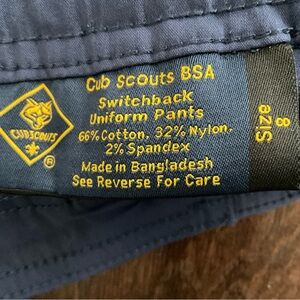 Cub Scouts BSA
Switchback
Uniform Pants
66% Cotton, 32% Nylon,
2% Spandex
Made in Bangladesh
See Reverse For Care
CUB SCOUTS
®
Size
8